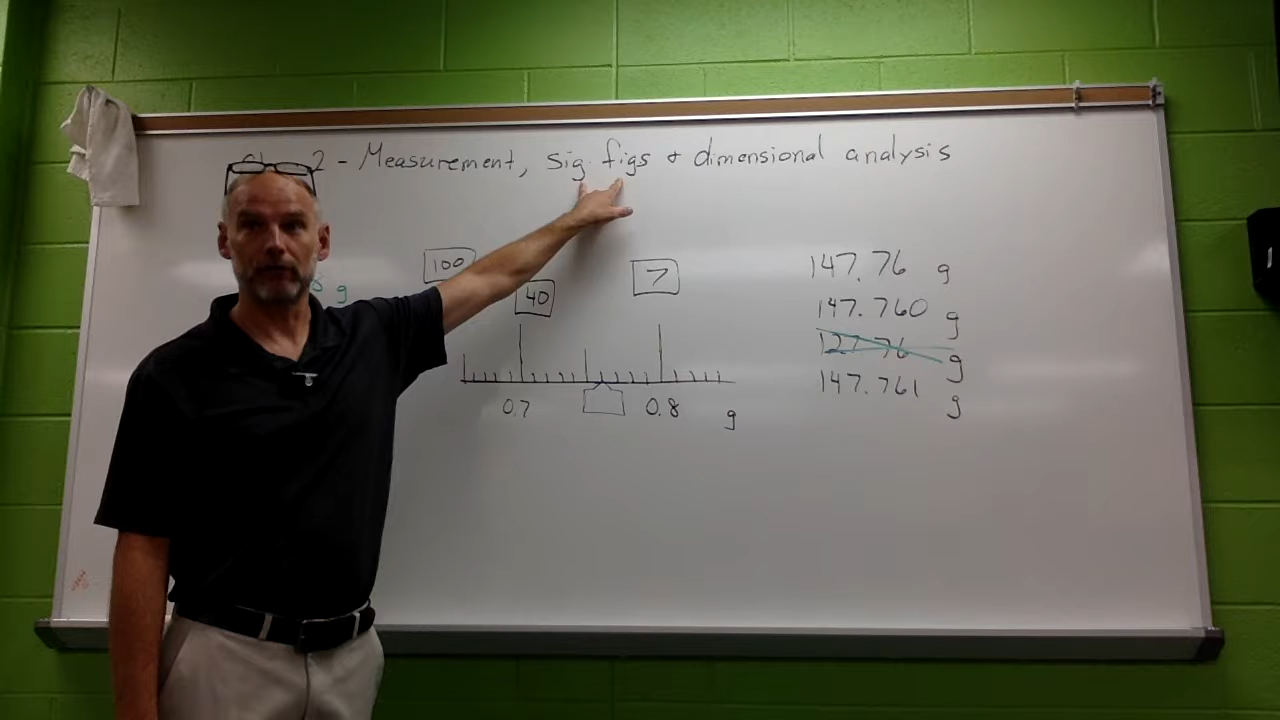 2 - Measurement, sig figs & dimensional analysis
100
40
7
g
0.7
0.8
g
147.76 g
147.760 g
127.76 g
147.761 g